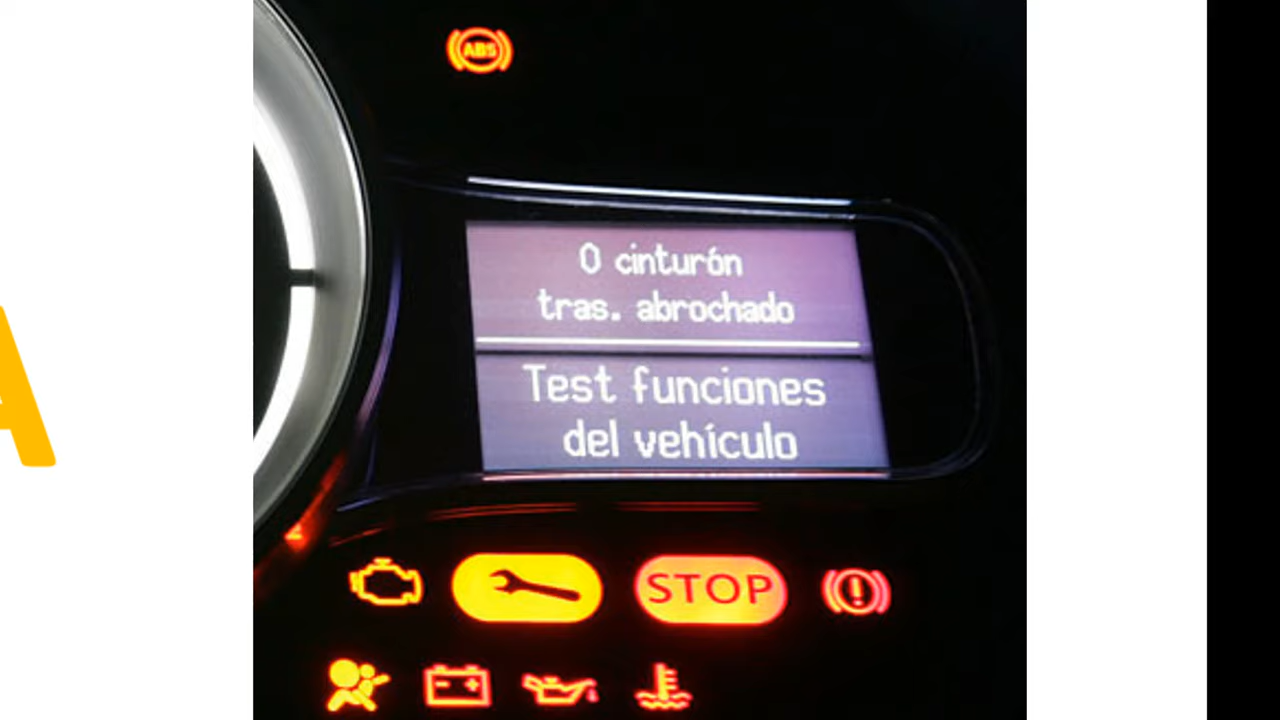 A
ABS
0 cinturón
tras. abrochado
Test funciones
del vehículo
STOP